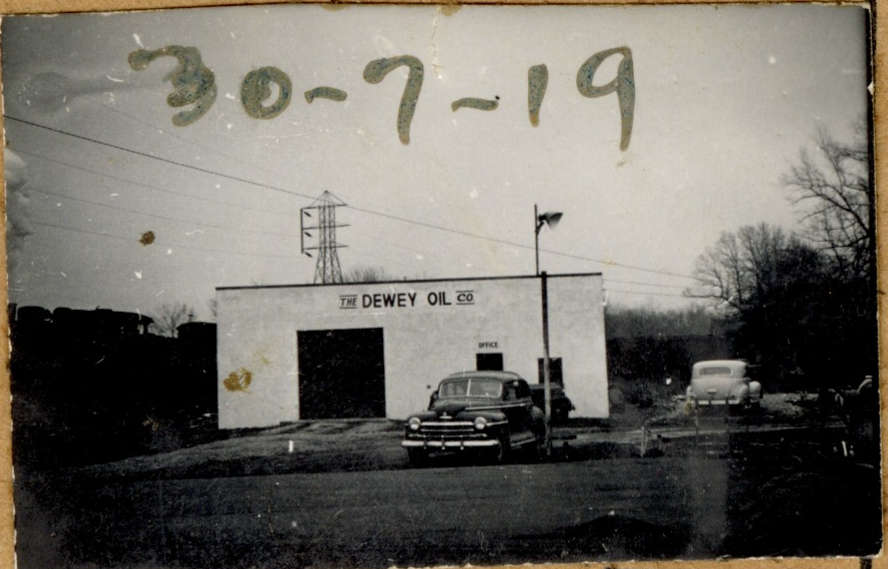 30-7-19
THE DEWEY OIL CO.
OFFICE